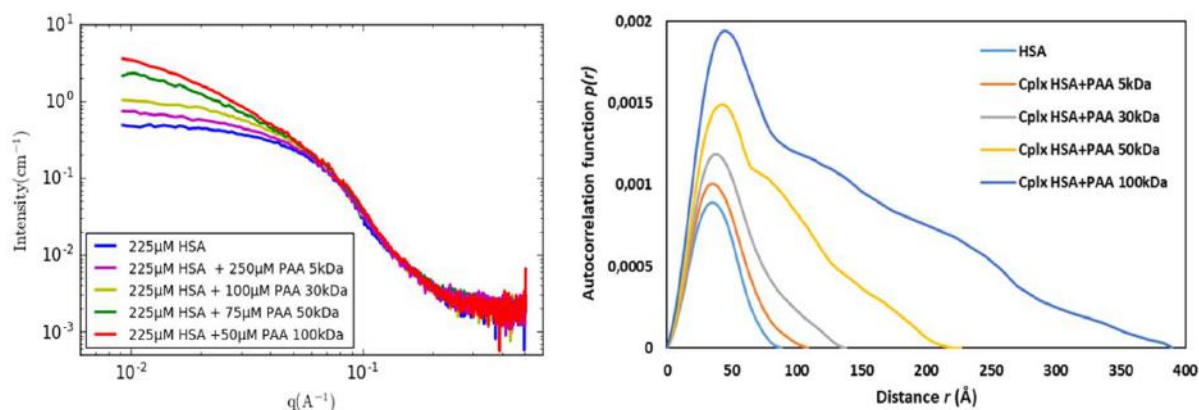 10¹
10⁰
10⁻¹
10⁻²
10⁻³
Intensity(cm⁻¹)
225μM HSA
225μM HSA + 250μM PAA 5kDa
225μM HSA + 100μM PAA 30kDa
225μM HSA + 75μM PAA 50kDa
225μM HSA +50μM PAA 100kDa
10⁻² 10⁻¹
q(A⁻¹)
0,002
0,0015
0,001
0,0005
0
Autocorrelation function p(r)
HSA
Cplx HSA+PAA 5kDa
Cplx HSA+PAA 30kDa
Cplx HSA+PAA 50kDa
Cplx HSA+PAA 100kDa
0 50 100 150 200 250 300 350 400
Distance r (Å)